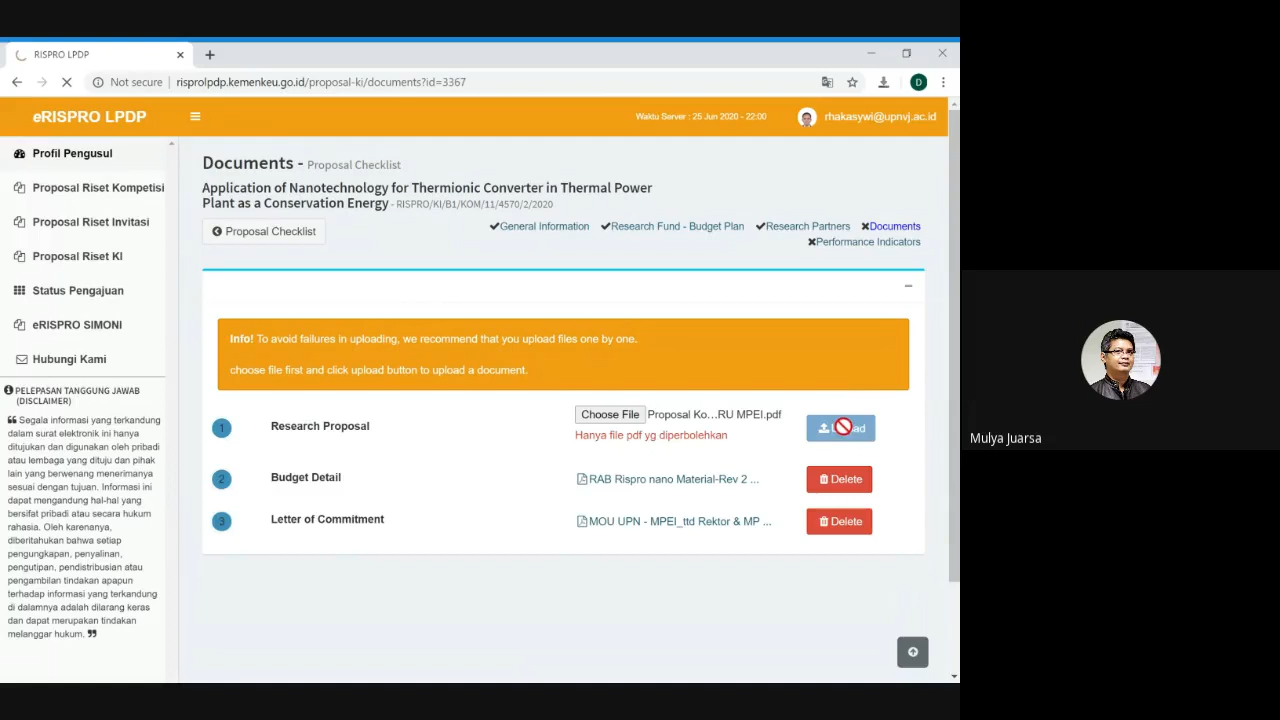 RISPRO LPDP
Not secure
risprolpdp.kemenkeu.go.id/proposal-ki/documents?id=3367
D
eRISPRO LPDP
Waktu Server : 25 Jun 2020 - 22:00
rhakasywi@upnvj.ac.id
Profil Pengusul
Proposal Riset Kompetisi
Proposal Riset Invitasi
Proposal Riset KI
Status Pengajuan
eRISPRO SIMONI
Hubungi Kami
PELEPASAN TANGGUNG JAWAB
(DISCLAIMER)
Segala informasi yang terkandung
dalam surat elektronik ini hanya
ditujukan dan digunakan oleh pribadi
atau lembaga yang dituju dan pihak
lain yang berwenang menerimanya
sesuai dengan tujuan. Informasi ini
dapat mengandung hal-hal yang
bersifat pribadi atau secara hukum
rahasia. Oleh karenanya,
diberitahukan bahwa setiap
pengungkapan, penyalinan,
pengutipan, pendistribusian atau
pengambilan tindakan apapun
terhadap informasi yang terkandung
di dalamnya adalah dilarang keras
dan dapat merupakan tindakan
melanggar hukum.
Documents - Proposal Checklist
Application of Nanotechnology for Thermionic Converter in Thermal Power
Plant as a Conservation Energy - RISPRO/KI/B1/KOM/11/4570/2/2020
Proposal Checklist
General Information Research Fund - Budget Plan Research Partners Documents
Performance Indicators
Info! To avoid failures in uploading, we recommend that you upload files one by one.
choose file first and click upload button to upload a document.
1 Research Proposal Choose File Proposal Ko...RU MPEI.pdf
Hanya file pdf yg diperbolehkan
2 Budget Detail RAB Rispro nano Material-Rev 2 ... Delete
3 Letter of Commitment MOU UPN - MPEI_ttd Rektor & MP ... Delete
Mulya Juarsa